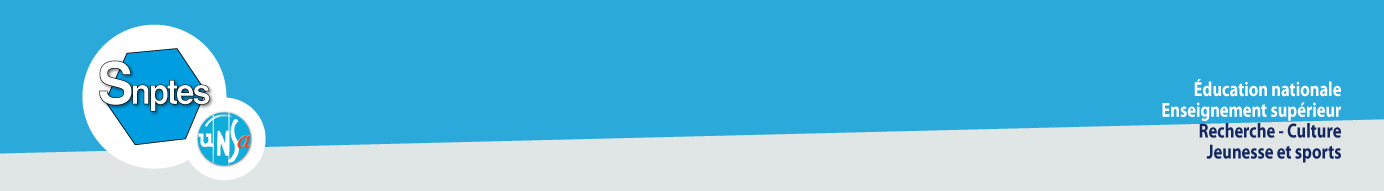 Snptes
UNSa
Éducation nationale
Enseignement supérieur
Recherche - Culture
Jeunesse et sports